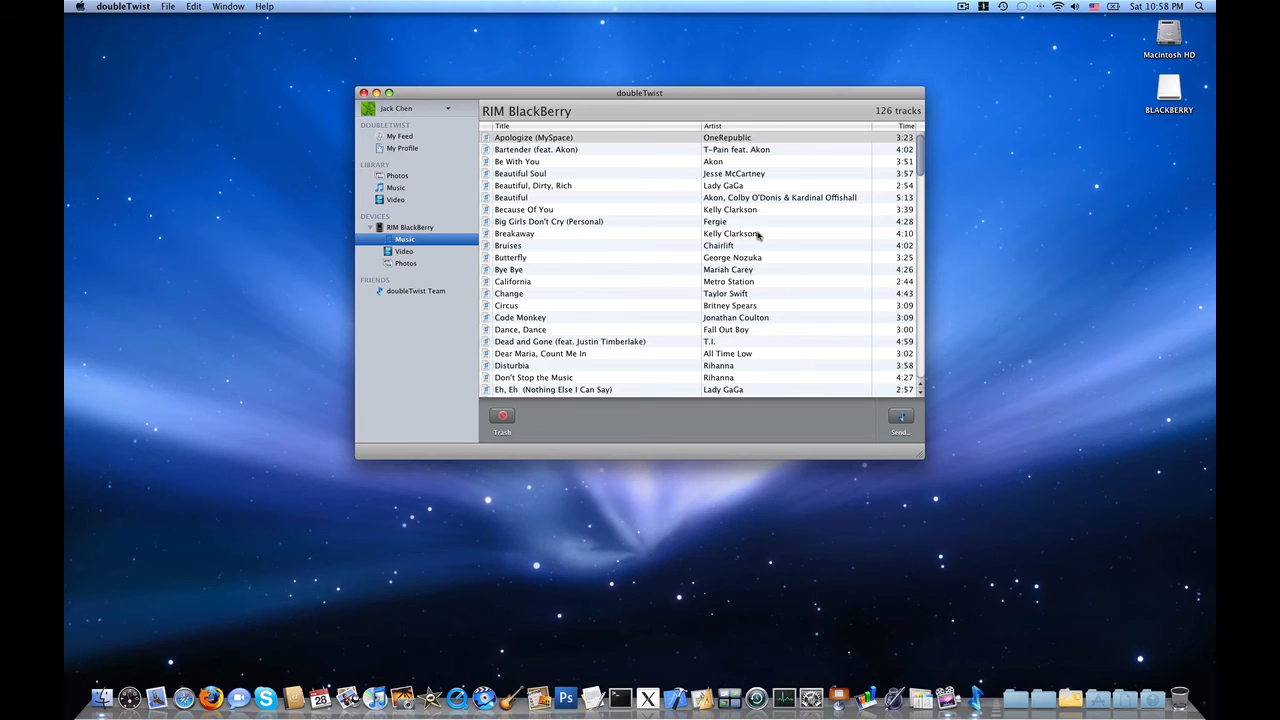 doubleTwist File Edit Window Help Sat 10:58 PM
Macintosh HD
BLACKBERRY
doubleTwist
Jack Chen
DOUBLETWIST
My Feed
My Profile
LIBRARY
Photos
Music
Video
DEVICES
RIM BlackBerry
Music
Video
Photos
FRIENDS
doubleTwist Team
RIM BlackBerry 126 tracks
Title Artist Time
Apologize (MySpace) OneRepublic 3:23
Bartender (feat. Akon) T-Pain feat. Akon 4:02
Be With You Akon 3:51
Beautiful Soul Jesse McCartney 3:57
Beautiful, Dirty, Rich Lady GaGa 2:54
Beautiful Akon, Colby O'Donis & Kardinal Offishall 5:13
Because Of You Kelly Clarkson 3:39
Big Girls Don't Cry (Personal) Fergie 4:28
Breakaway Kelly Clarkson 4:10
Bruises Chairlift 4:02
Butterfly George Nozuka 3:25
Bye Bye Mariah Carey 4:26
California Metro Station 2:44
Change Taylor Swift 4:43
Circus Britney Spears 3:09
Code Monkey Jonathan Coulton 3:09
Dance, Dance Fall Out Boy 3:00
Dead and Gone (feat. Justin Timberlake) T.I. 4:59
Dear Maria, Count Me In All Time Low 3:02
Disturbia Rihanna 3:58
Don't Stop the Music Rihanna 4:27
Eh, Eh (Nothing Else I Can Say) Lady GaGa 2:57
Trash Send...
28
Ps
X